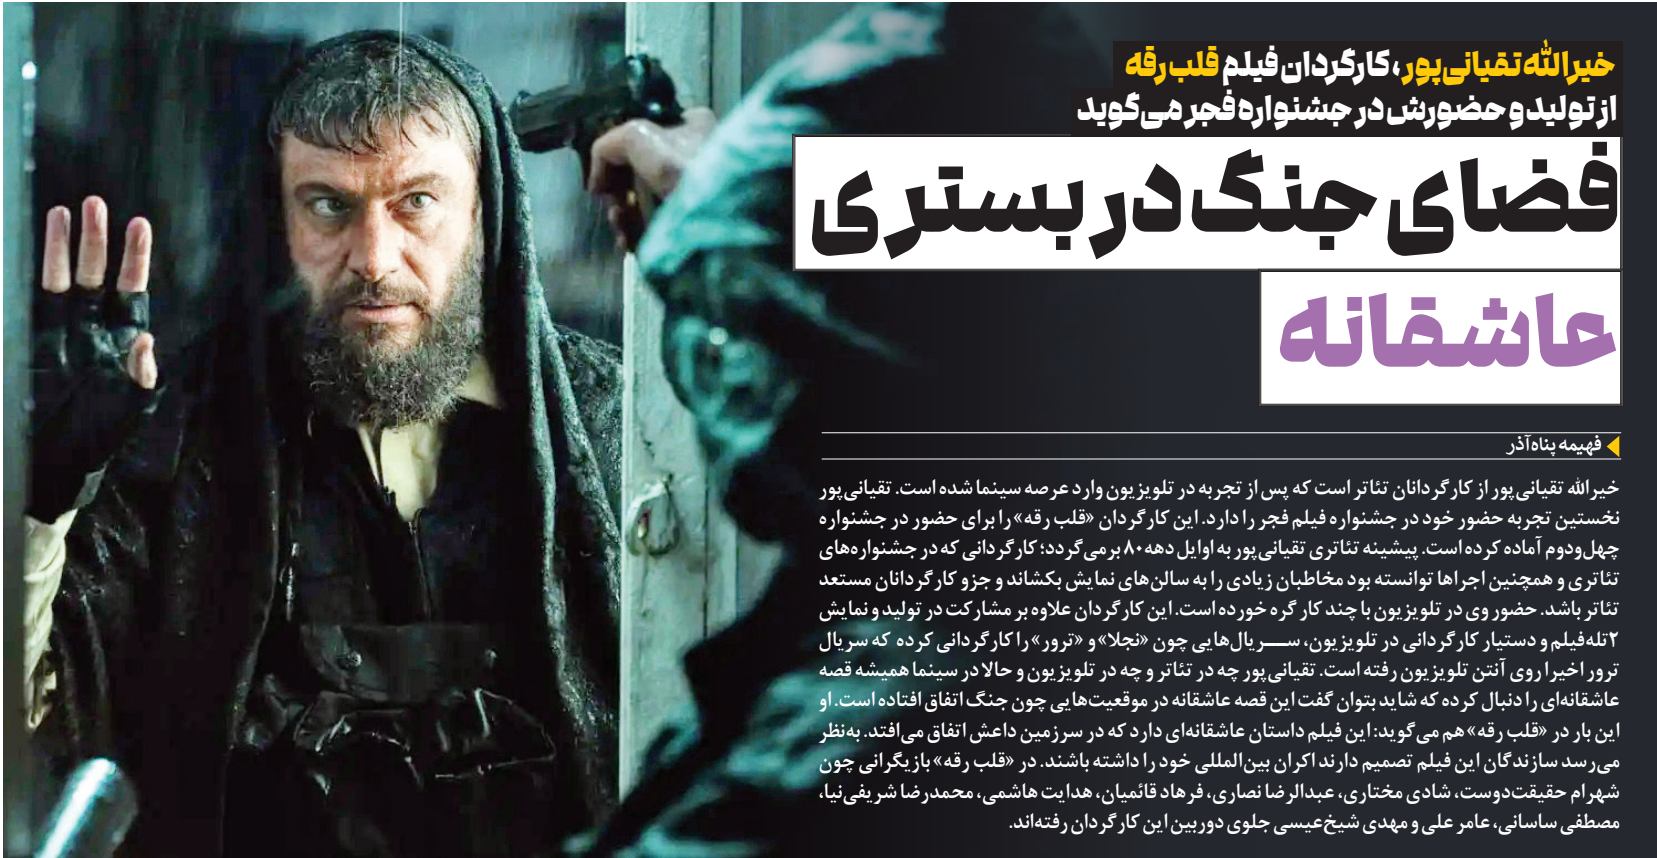 خیرالله تقیانی‌پور، کارگردان فیلم قلب رقه
از تولید و حضورش در جشنواره فجر می‌گوید
فضای جنگ در بستری
عاشقانه
فهیمه پناه‌آذر
خیرالله تقیانی‌پور از کارگردانان تئاتر است که پس از تجربه در تلویزیون وارد عرصه سینما شده است. تقیانی‌پور
نخستین تجربه حضور خود در جشنواره فیلم فجر را دارد. این کارگردان «قلب رقه» را برای حضور در جشنواره
چهل‌ودوم آماده کرده است. پیشینه تئاتری تقیانی‌پور به اوایل دهه ۸۰ برمی‌گردد؛ کارگردانی که در جشنواره‌های
تئاتری و همچنین اجراها توانسته بود مخاطبان زیادی را به سالن‌های نمایش بکشاند و جزو کارگردانان مستعد
تئاتر باشد. حضور وی در تلویزیون با چند کار گره خورده است. این کارگردان علاوه بر مشارکت در تولید و نمایش
۲ تله‌فیلم و دستیار کارگردانی در تلویزیون، ســـریال‌هایی چون «نجلا» و «ترور» را کارگردانی کرده که سریال
ترور اخیرا روی آنتن تلویزیون رفته است. تقیانی‌پور چه در تئاتر و چه در تلویزیون و حالا در سینما همیشه قصه
عاشقانه‌ای را دنبال کرده که شاید بتوان گفت این قصه عاشقانه در موقعیت‌هایی چون جنگ اتفاق افتاده است. او
این بار در «قلب رقه» هم می‌گوید: این فیلم داستان عاشقانه‌ای دارد که در سرزمین داعش اتفاق می‌افتد. به‌نظر
می‌رسد سازندگان این فیلم تصمیم دارند اکران بین‌المللی خود را داشته باشند. در «قلب رقه» بازیگرانی چون
شهرام حقیقت‌دوست، شادی مختاری، عبدالرضا نصاری، فرهاد قائمیان، هدایت هاشمی، محمدرضا شریفی‌نیا،
مصطفی ساسانی، عامر علی و مهدی شیخ‌عیسی جلوی دوربین این کارگردان رفته‌اند.